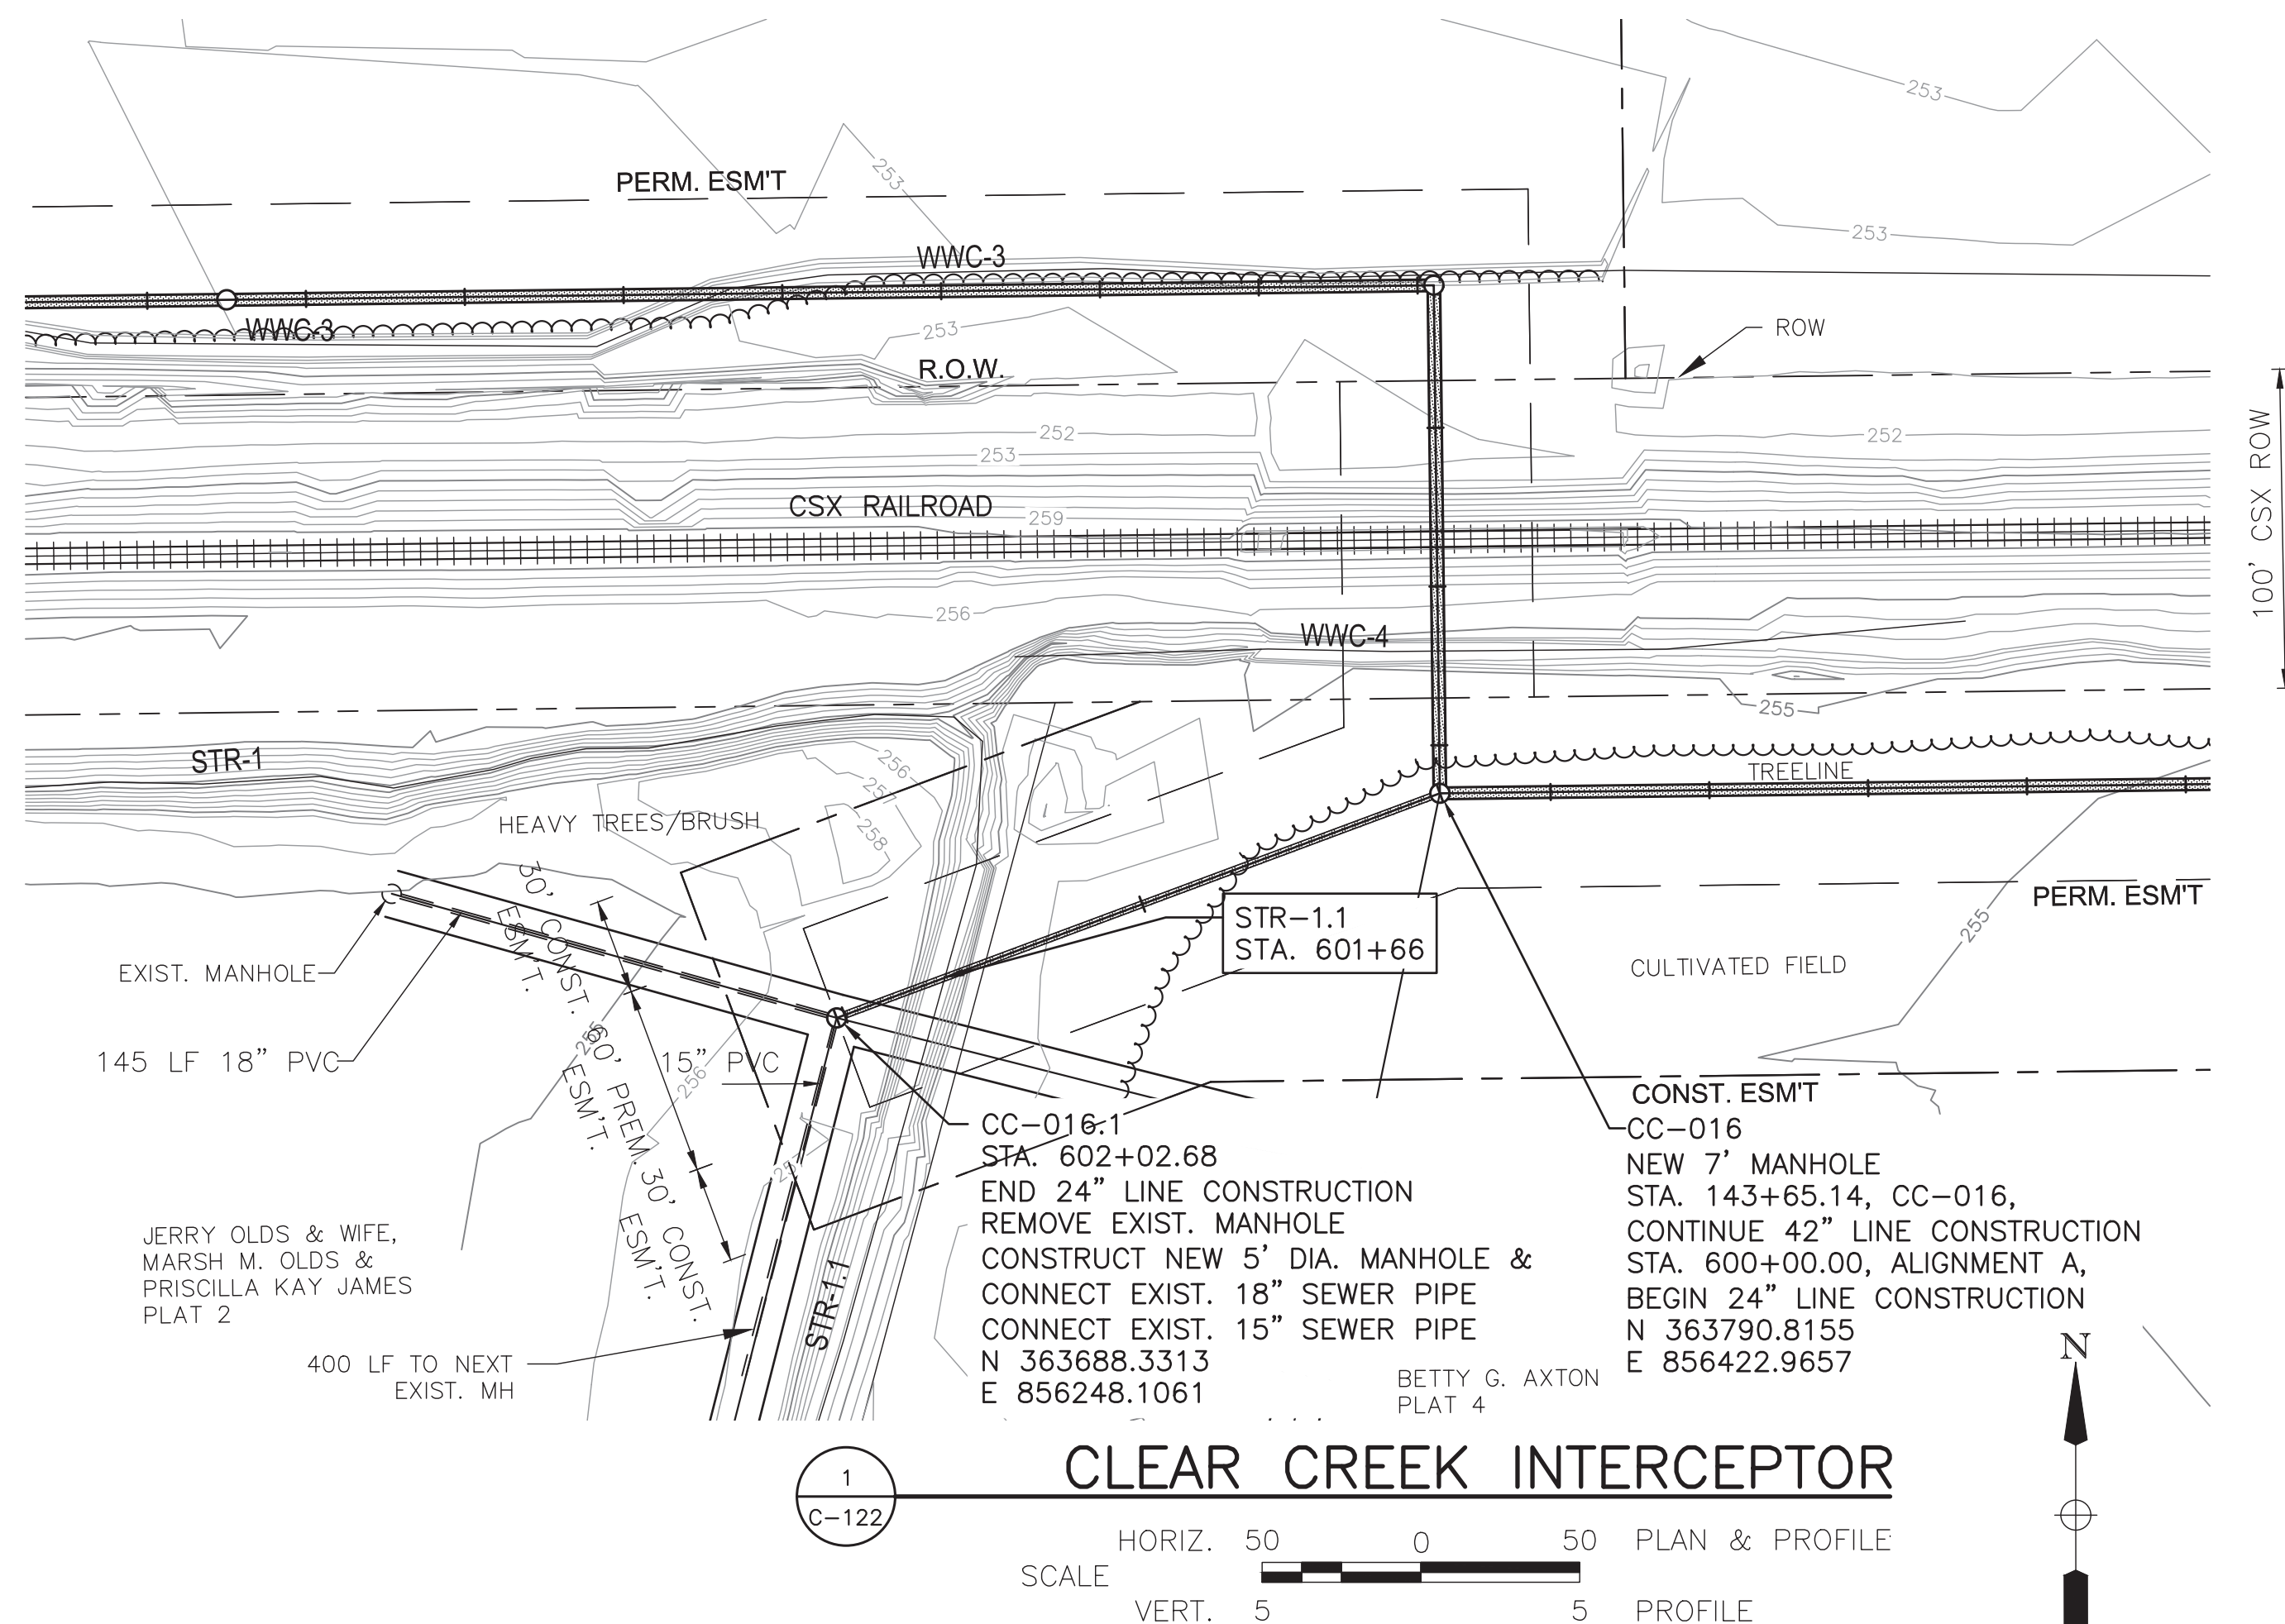 253
PERM. ESM'T
253
253
WWC-3
WWC-3
253
ROW
R.O.W.
252
252
253
100' CSX ROW
CSX RAILROAD
259
256
WWC-4
255
STR-1
256
257
TREELINE
HEAVY TREES/BRUSH
258
30' CONST.
ESM'T.
PERM. ESM'T
STR-1.1
STA. 601+66
255
EXIST. MANHOLE
CULTIVATED FIELD
255
60' PREM.
ESM'T.
145 LF 18" PVC
15" PVC
256
CONST. ESM'T
CC-016.1
STA. 602+02.68
END 24" LINE CONSTRUCTION
REMOVE EXIST. MANHOLE
CONSTRUCT NEW 5' DIA. MANHOLE &
CONNECT EXIST. 18" SEWER PIPE
CONNECT EXIST. 15" SEWER PIPE
N 363688.3313
E 856248.1061
CC-016
NEW 7' MANHOLE
STA. 143+65.14, CC-016,
CONTINUE 42" LINE CONSTRUCTION
STA. 600+00.00, ALIGNMENT A,
BEGIN 24" LINE CONSTRUCTION
N 363790.8155
E 856422.9657
30' CONST.
ESM'T.
JERRY OLDS & WIFE,
MARSH M. OLDS &
PRISCILLA KAY JAMES
PLAT 2
STR-1.1
400 LF TO NEXT
EXIST. MH
BETTY G. AXTON
PLAT 4
N
1
C-122
CLEAR CREEK INTERCEPTOR
HORIZ. 50 0 50 PLAN & PROFILE
SCALE
VERT. 5 5 PROFILE